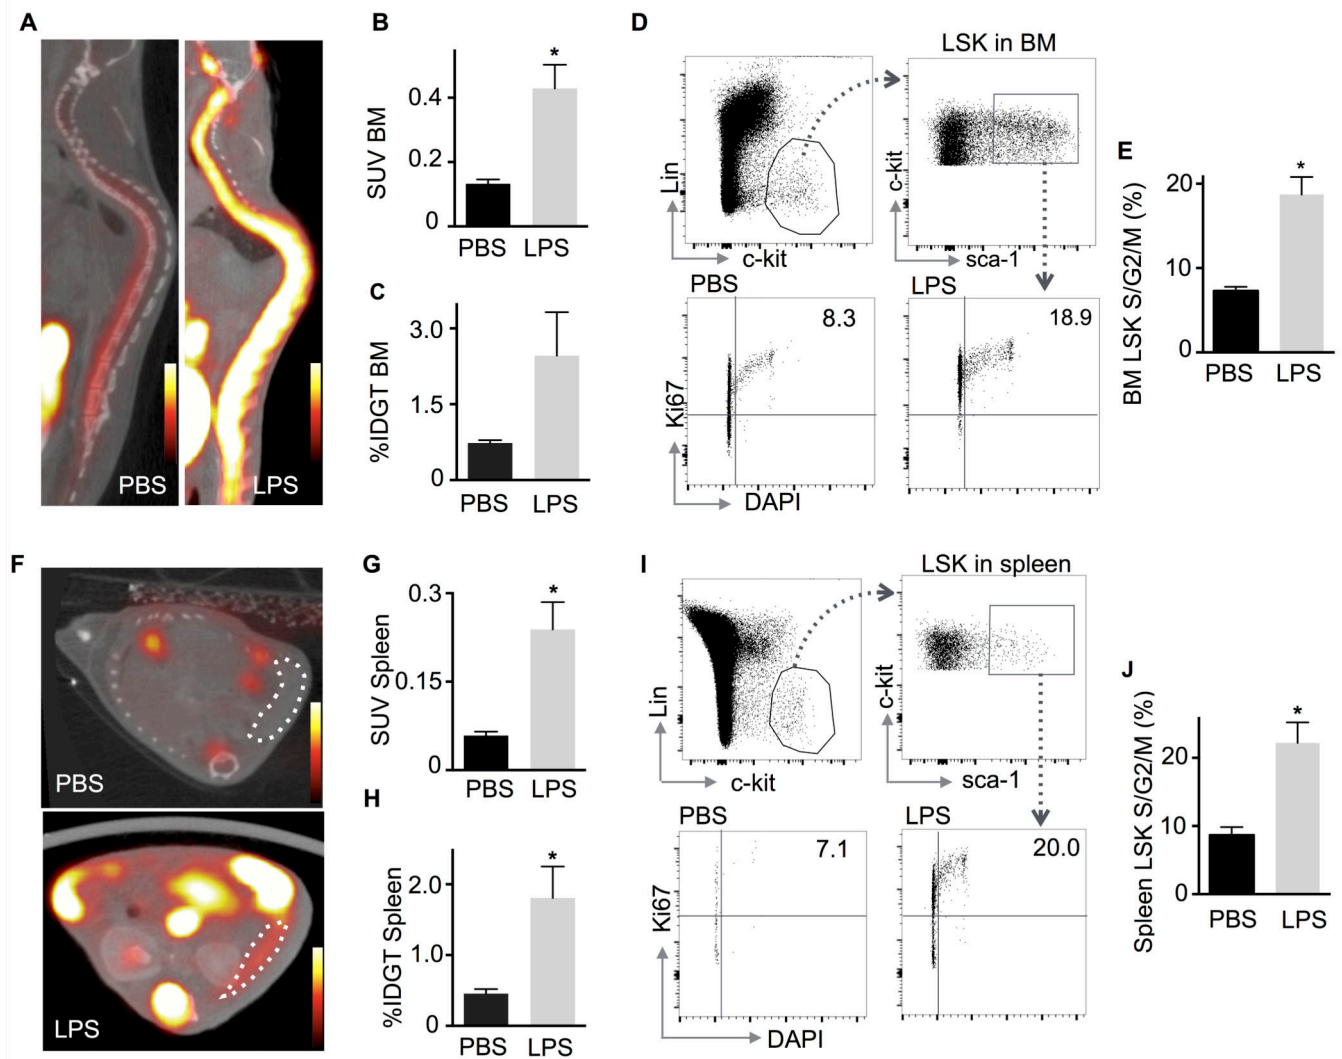 A
PBS
LPS
B
SUV BM
0.4
0.2
0
*
PBS LPS
C
%IDGT BM
3.0
1.5
0
PBS LPS
D
LSK in BM
Lin
c-kit
c-kit
sca-1
PBS
8.3
LPS
18.9
Ki67
DAPI
E
BM LSK S/G2/M (%)
20
10
0
*
PBS LPS
F
PBS
LPS
G
SUV Spleen
0.3
0.15
0
*
PBS LPS
H
%IDGT Spleen
2.0
1.0
0
*
PBS LPS
I
LSK in spleen
Lin
c-kit
c-kit
sca-1
PBS
7.1
LPS
20.0
Ki67
DAPI
J
Spleen LSK S/G2/M (%)
20
10
0
*
PBS LPS